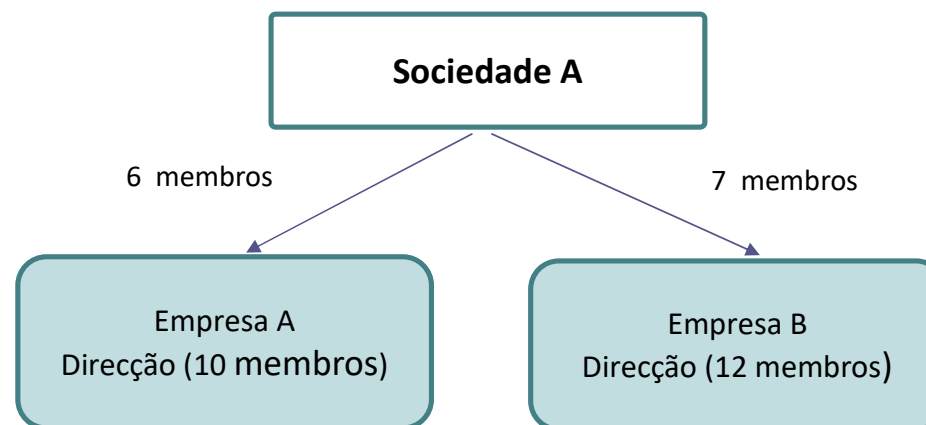 Sociedade A
6 membros
7 membros
Empresa A
Direcção (10 membros)
Empresa B
Direcção (12 membros)